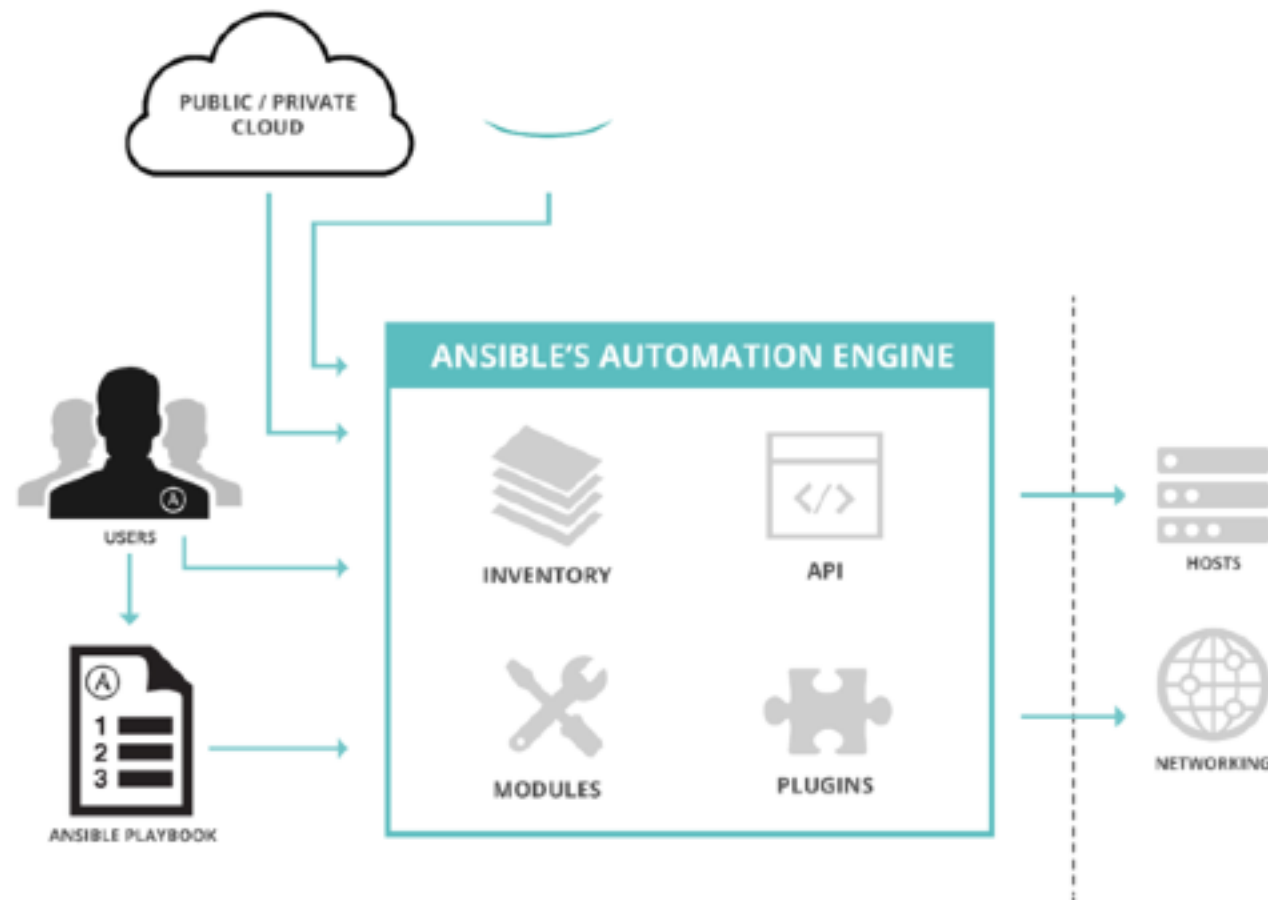 PUBLIC / PRIVATE
CLOUD
ANSIBLE'S AUTOMATION ENGINE
USERS
A
INVENTORY
API
HOSTS
A
1
2
3
MODULES
PLUGINS
NETWORKING
ANSIBLE PLAYBOOK